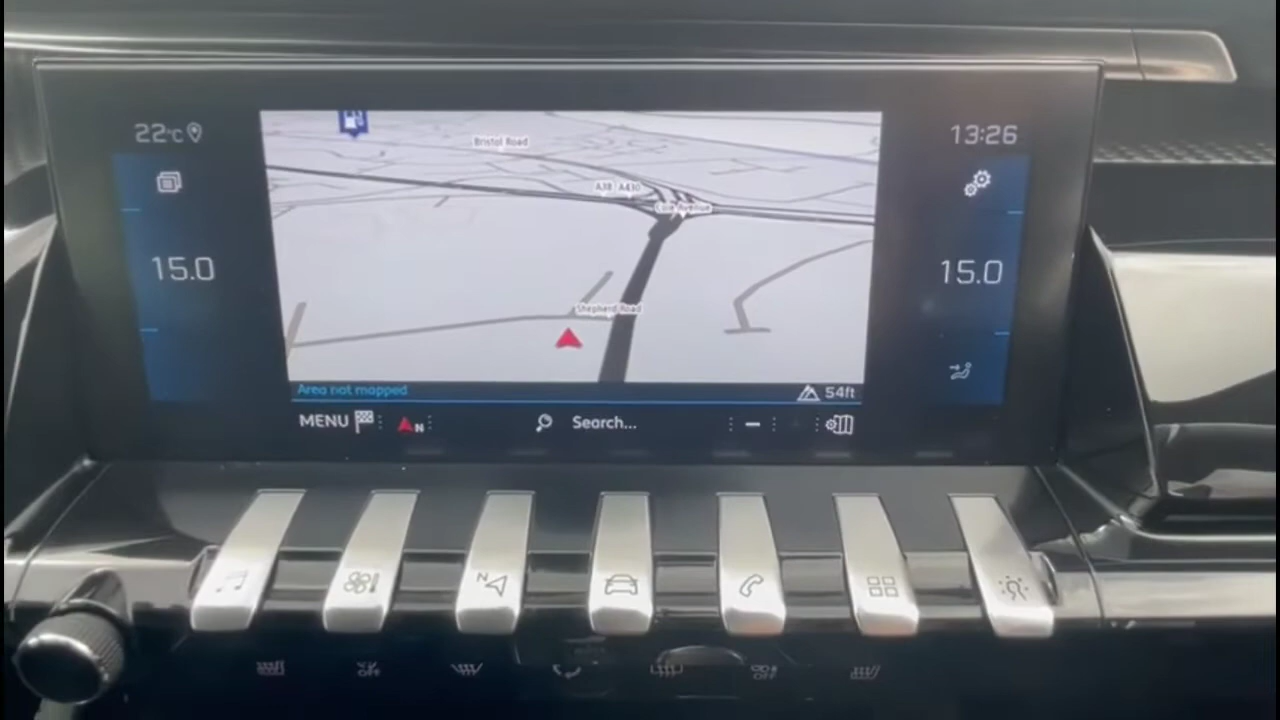 22°C
13:26
Bristol Road
A38 A430
Cole Avenue
15.0
15.0
Shepherd Road
Area not mapped
54ft
MENU
N
Search...
N